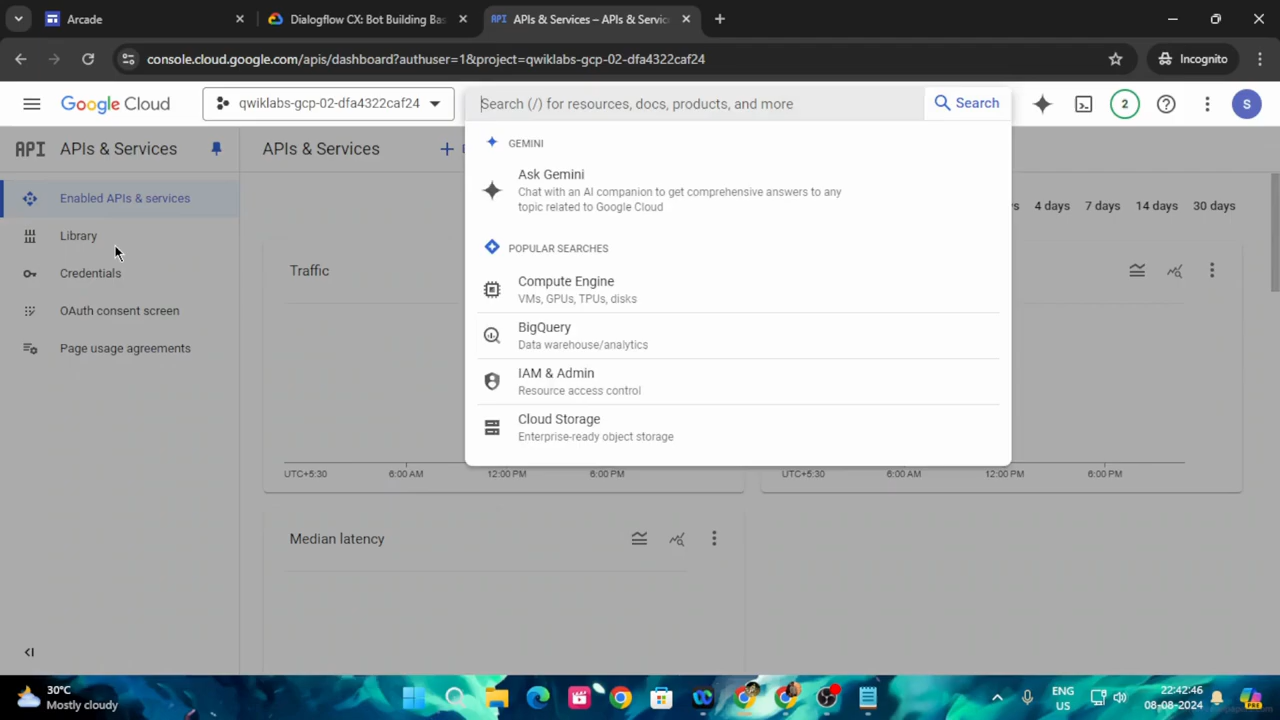 Arcade
Dialogflow CX: Bot Building Bas
API APIs & Services – APIs & Servic
console.cloud.google.com/apis/dashboard?authuser=1&project=qwiklabs-gcp-02-dfa4322caf24
Incognito
Google Cloud
qwiklabs-gcp-02-dfa4322caf24
Search (/) for resources, docs, products, and more
Search
2
S
API APIs & Services
APIs & Services
GEMINI
Ask Gemini
Chat with an AI companion to get comprehensive answers to any
topic related to Google Cloud
Enabled APIs & services
4 days
7 days
14 days
30 days
Library
POPULAR SEARCHES
Credentials
Traffic
Compute Engine
VMs, GPUs, TPUs, disks
OAuth consent screen
BigQuery
Data warehouse/analytics
Page usage agreements
IAM & Admin
Resource access control
Cloud Storage
Enterprise-ready object storage
UTC+5:30
6:00 AM
12:00 PM
6:00 PM
UTC+5:30
6:00 AM
12:00 PM
6:00 PM
Median latency
30°C
Mostly cloudy
ENG
US
22:42:46
08-08-2024
PRE